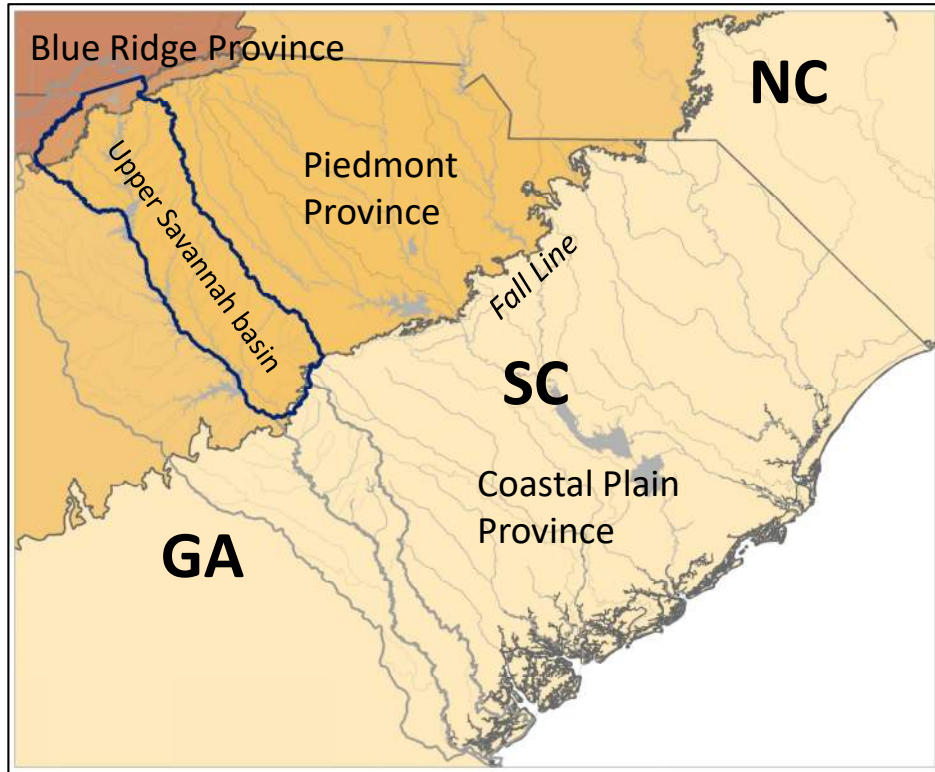 Blue Ridge Province
NC
Upper Savannah basin
Piedmont
Province
Fall Line
SC
Coastal Plain
Province
GA